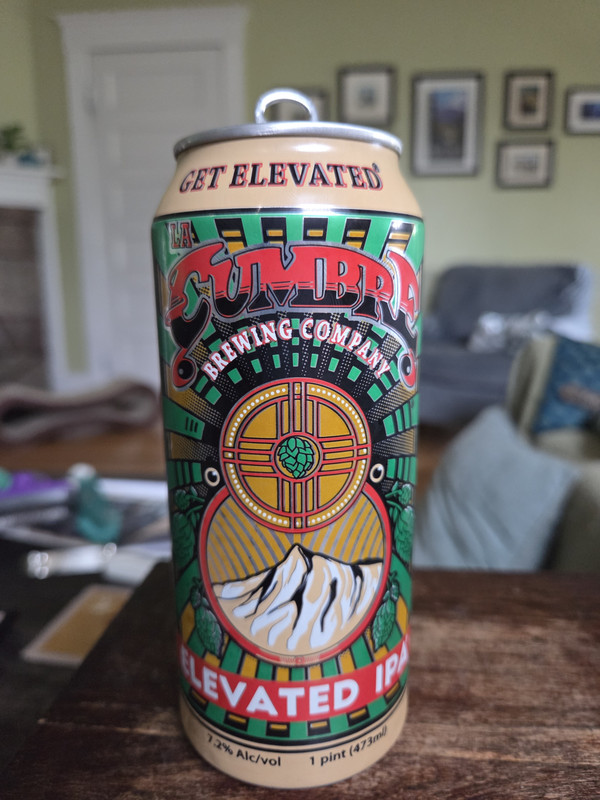 GET ELEVATED®
LA
CUMBRE
BREWING COMPANY
ELEVATED IPA
7.2% Alc/vol 1 pint (473ml)